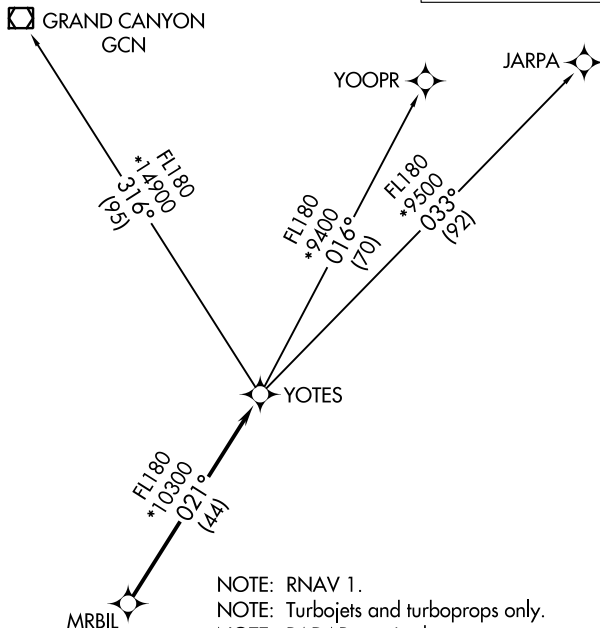 GRAND CANYON
GCN
YOOPR
JARPA
FL180
*14900
316°
(95)
FL180
*9400
016°
(70)
FL180
*9500
033°
(92)
YOTES
FL180
*10300
021°
(44)
MRBIL
NOTE: RNAV 1.
NOTE: Turbojets and turboprops only.